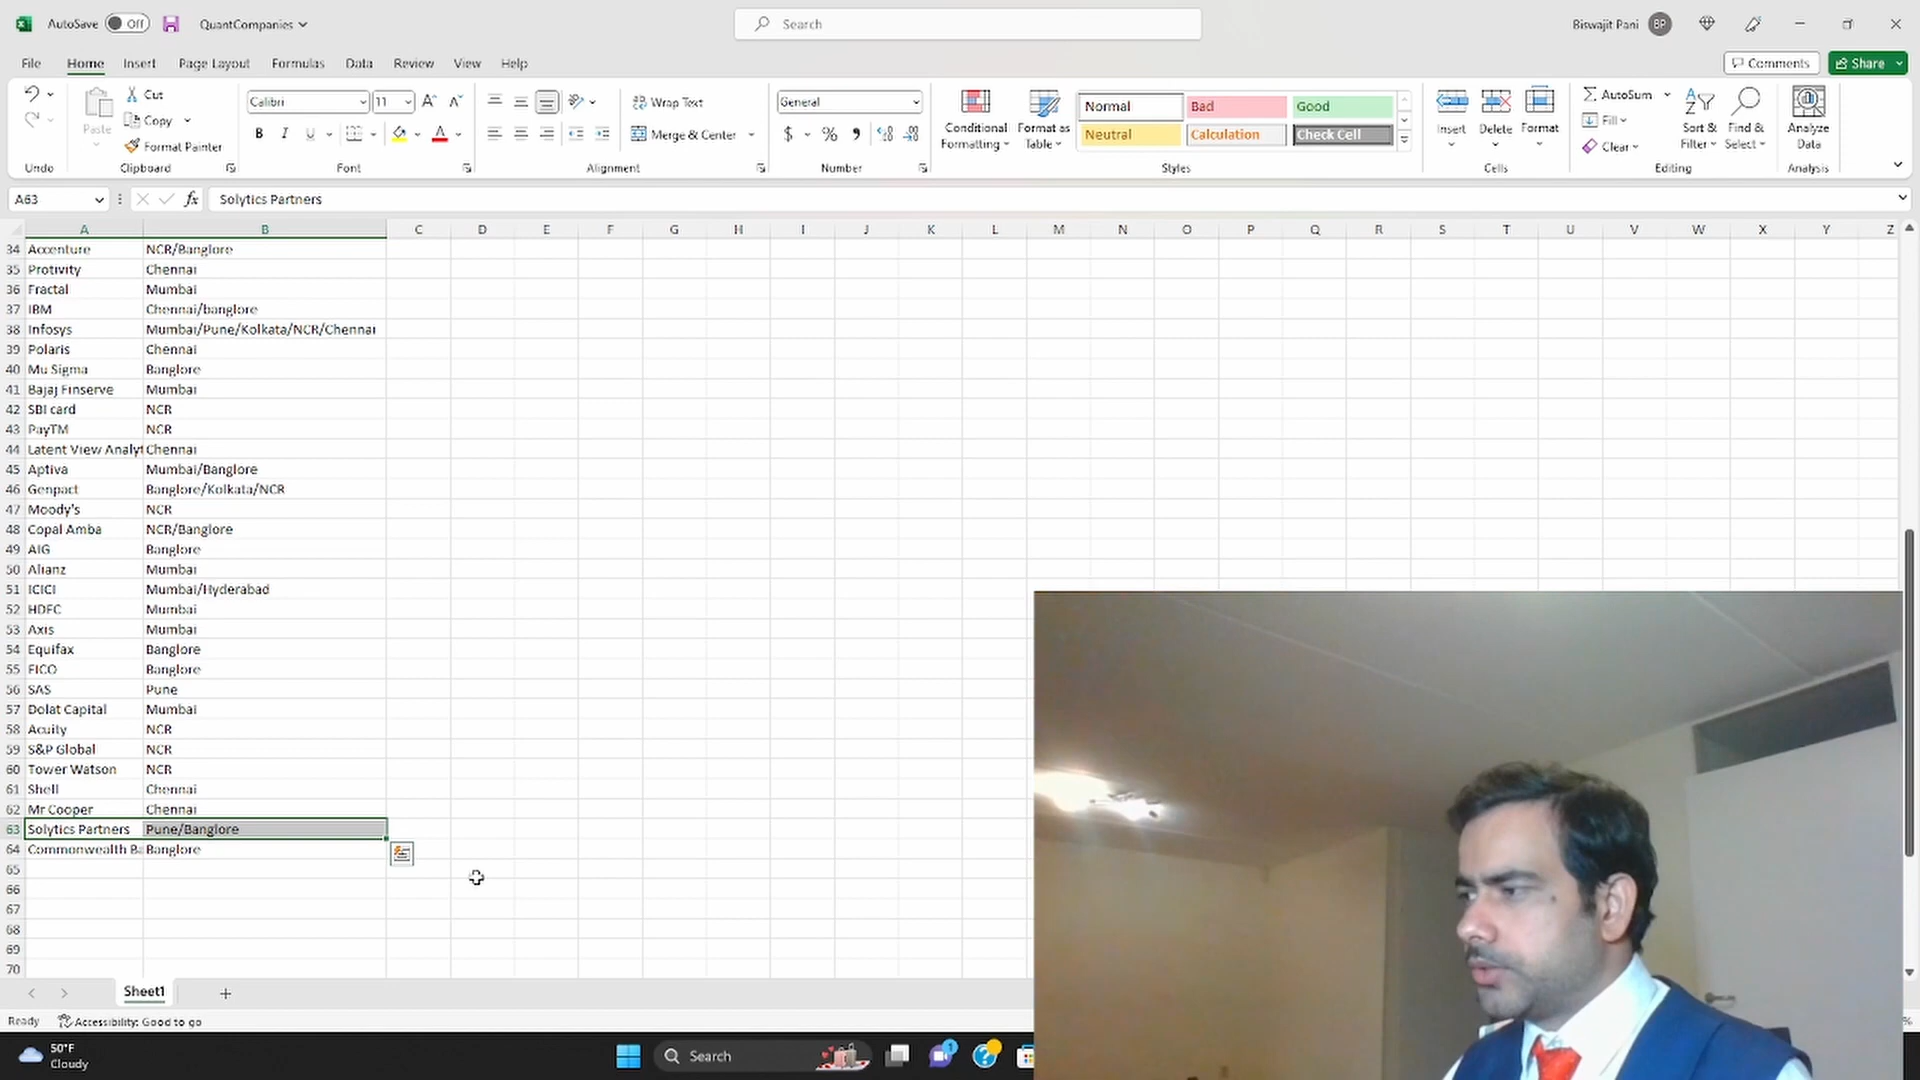 AutoSave Off QuantCompanies Search Biswajit Pani BP
File Home Insert Page Layout Formulas Data Review View Help Comments Share
Cut Calibri 11 Wrap Text General Normal Bad Good AutoSum
Paste Copy B I U A Merge & Center $ % Conditional Formatting Format as Table Neutral Calculation Check Cell Insert Delete Format Fill Sort & Filter Find & Select Analyze Data
Format Painter Clear
Undo Clipboard Font Alignment Number Styles Cells Editing Analysis
A63 fx Solytics Partners
A B C D E F G H I J K L M N O P Q R S T U V W X Y Z
34 Accenture NCR/Banglore
35 Protivity Chennai
36 Fractal Mumbai
37 IBM Chennai/banglore
38 Infosys Mumbai/Pune/Kolkata/NCR/Chennai
39 Polaris Chennai
40 Mu Sigma Banglore
41 Bajaj Finserve Mumbai
42 SBI card NCR
43 PayTM NCR
44 Latent View Analyt Chennai
45 Aptiva Mumbai/Banglore
46 Genpact Banglore/Kolkata/NCR
47 Moody's NCR
48 Copal Amba NCR/Banglore
49 AIG Banglore
50 Alianz Mumbai
51 ICICI Mumbai/Hyderabad
52 HDFC Mumbai
53 Axis Mumbai
54 Equifax Banglore
55 FICO Banglore
56 SAS Pune
57 Dolat Capital Mumbai
58 Acuity NCR
59 S&P Global NCR
60 Tower Watson NCR
61 Shell Chennai
62 Mr Cooper Chennai
63 Solytics Partners Pune/Banglore
64 Commonwealth Ba Banglore
65
66
67
68
69
70
Sheet1
Ready Accessibility: Good to go
50°F Search 1
Cloudy